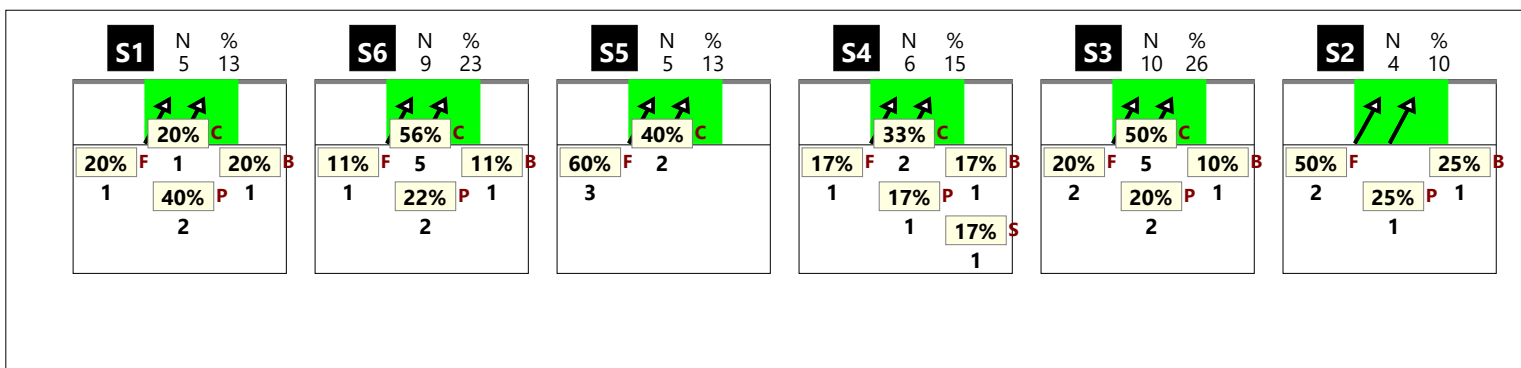 S1 N % 5 13
20% C 1
20% F 1
20% B 1
40% P 2
S6 N % 9 23
56% C 5
11% F 1
11% B 1
22% P 2
S5 N % 5 13
40% C 2
60% F 3
S4 N % 6 15
33% C 2
17% F 1
17% B 1
17% P 1
17% S 1
S3 N % 10 26
50% C 5
20% F 2
10% B 1
20% P 2
S2 N % 4 10
50% F 2
25% B 1
25% P 1